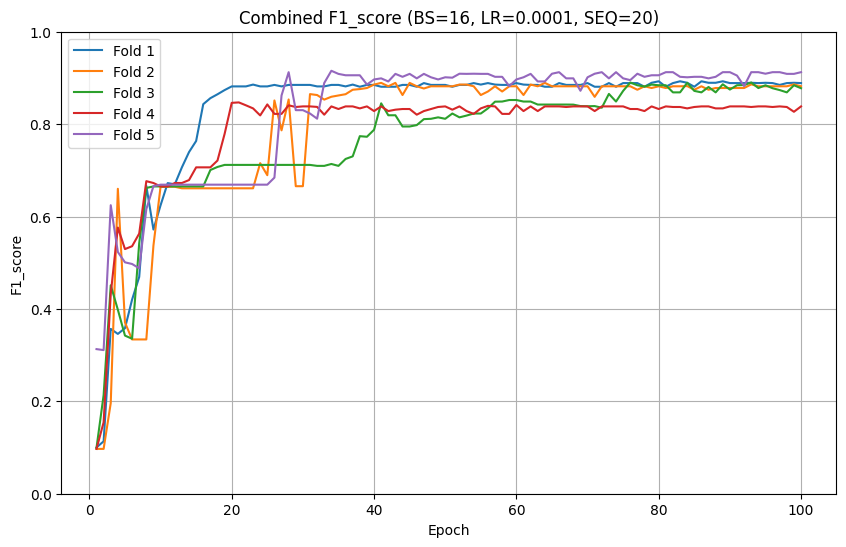 Combined F1_score (BS=16, LR=0.0001, SEQ=20)
Fold 1
Fold 2
Fold 3
Fold 4
Fold 5
F1_score
1.0
0.8
0.6
0.4
0.2
0.0
0
20
40
60
80
100
Epoch